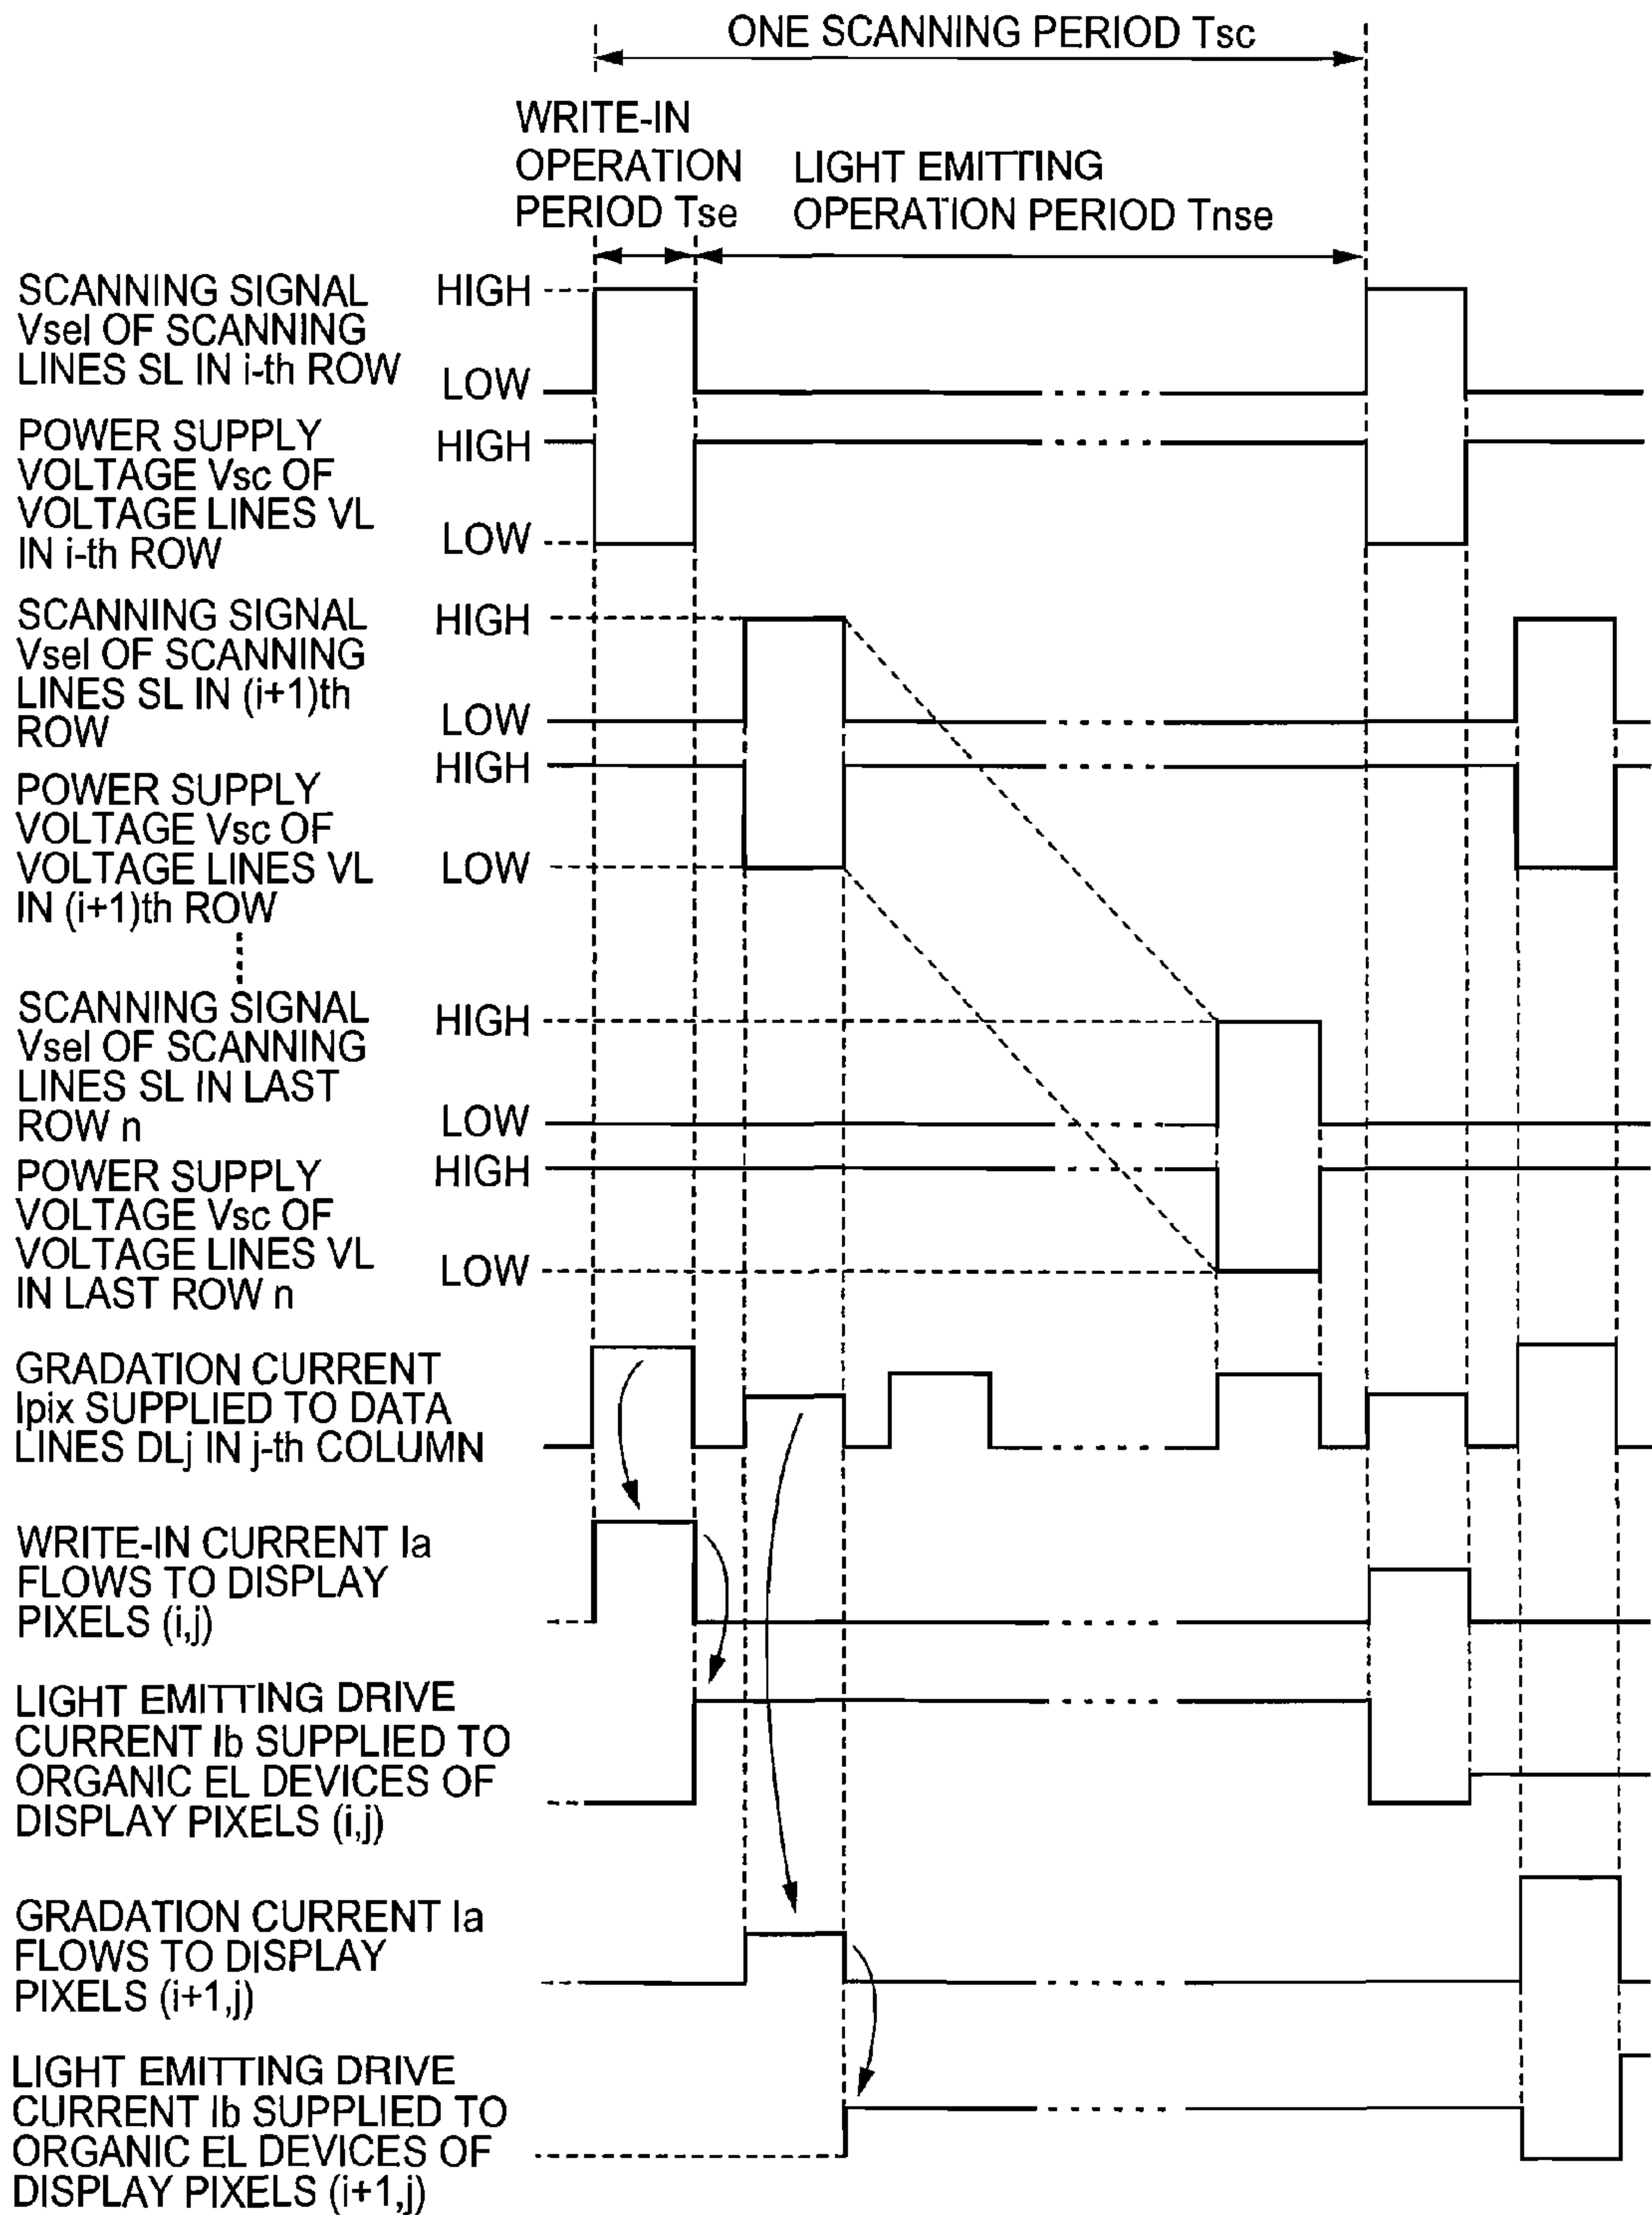 ONE SCANNING PERIOD Tsc
WRITE-IN
OPERATION
PERIOD Tse
LIGHT EMITTING
OPERATION PERIOD Tnse
SCANNING SIGNAL
Vsel OF SCANNING
LINES SL IN i-th ROW
HIGH
LOW
POWER SUPPLY
VOLTAGE Vsc OF
VOLTAGE LINES VL
IN i-th ROW
HIGH
LOW
SCANNING SIGNAL
Vsel OF SCANNING
LINES SL IN (i+1)th
ROW
HIGH
LOW
POWER SUPPLY
VOLTAGE Vsc OF
VOLTAGE LINES VL
IN (i+1)th ROW
HIGH
LOW
SCANNING SIGNAL
Vsel OF SCANNING
LINES SL IN LAST
ROW n
HIGH
LOW
POWER SUPPLY
VOLTAGE Vsc OF
VOLTAGE LINES VL
IN LAST ROW n
HIGH
LOW
GRADATION CURRENT
Ipix SUPPLIED TO DATA
LINES DLj IN j-th COLUMN
WRITE-IN CURRENT Ia
FLOWS TO DISPLAY
PIXELS (i,j)
LIGHT EMITTING DRIVE
CURRENT Ib SUPPLIED TO
ORGANIC EL DEVICES OF
DISPLAY PIXELS (i,j)
GRADATION CURRENT Ia
FLOWS TO DISPLAY
PIXELS (i+1,j)
LIGHT EMITTING DRIVE
CURRENT Ib SUPPLIED TO
ORGANIC EL DEVICES OF
DISPLAY PIXELS (i+1,j)